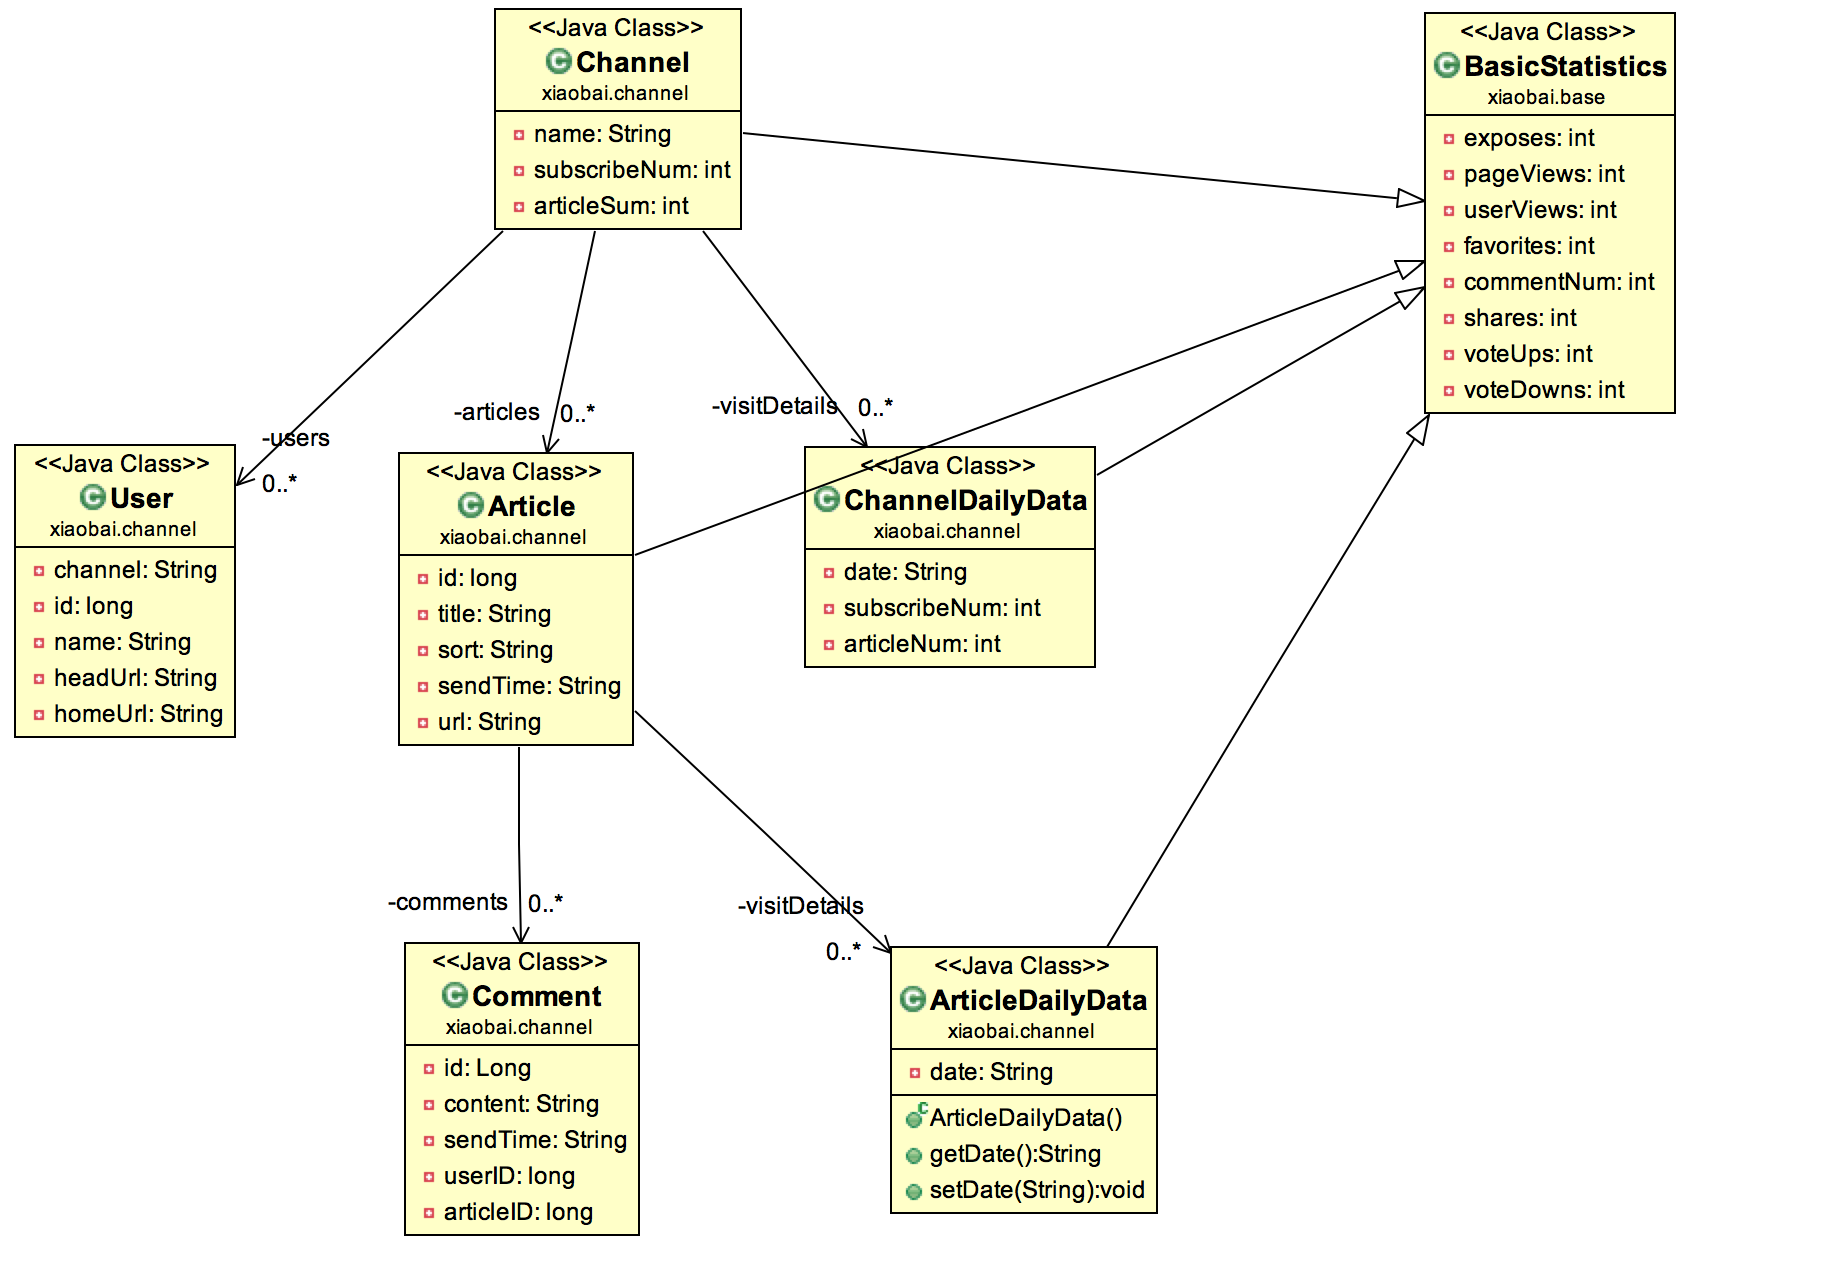 <<Java Class>>
Channel
xiaobai.channel
name: String
subscribeNum: int
articleSum: int
<<Java Class>>
BasicStatistics
xiaobai.base
exposes: int
pageViews: int
userViews: int
favorites: int
commentNum: int
shares: int
voteUps: int
voteDowns: int
-users
0..*
-articles
0..*
-visitDetails
0..*
<<Java Class>>
User
xiaobai.channel
channel: String
id: long
name: String
headUrl: String
homeUrl: String
<<Java Class>>
Article
xiaobai.channel
id: long
title: String
sort: String
sendTime: String
url: String
<<Java Class>>
ChannelDailyData
xiaobai.channel
date: String
subscribeNum: int
articleNum: int
-comments
0..*
-visitDetails
0..*
<<Java Class>>
Comment
xiaobai.channel
id: Long
content: String
sendTime: String
userID: long
articleID: long
<<Java Class>>
ArticleDailyData
xiaobai.channel
date: String
ArticleDailyData()
getDate():String
setDate(String):void